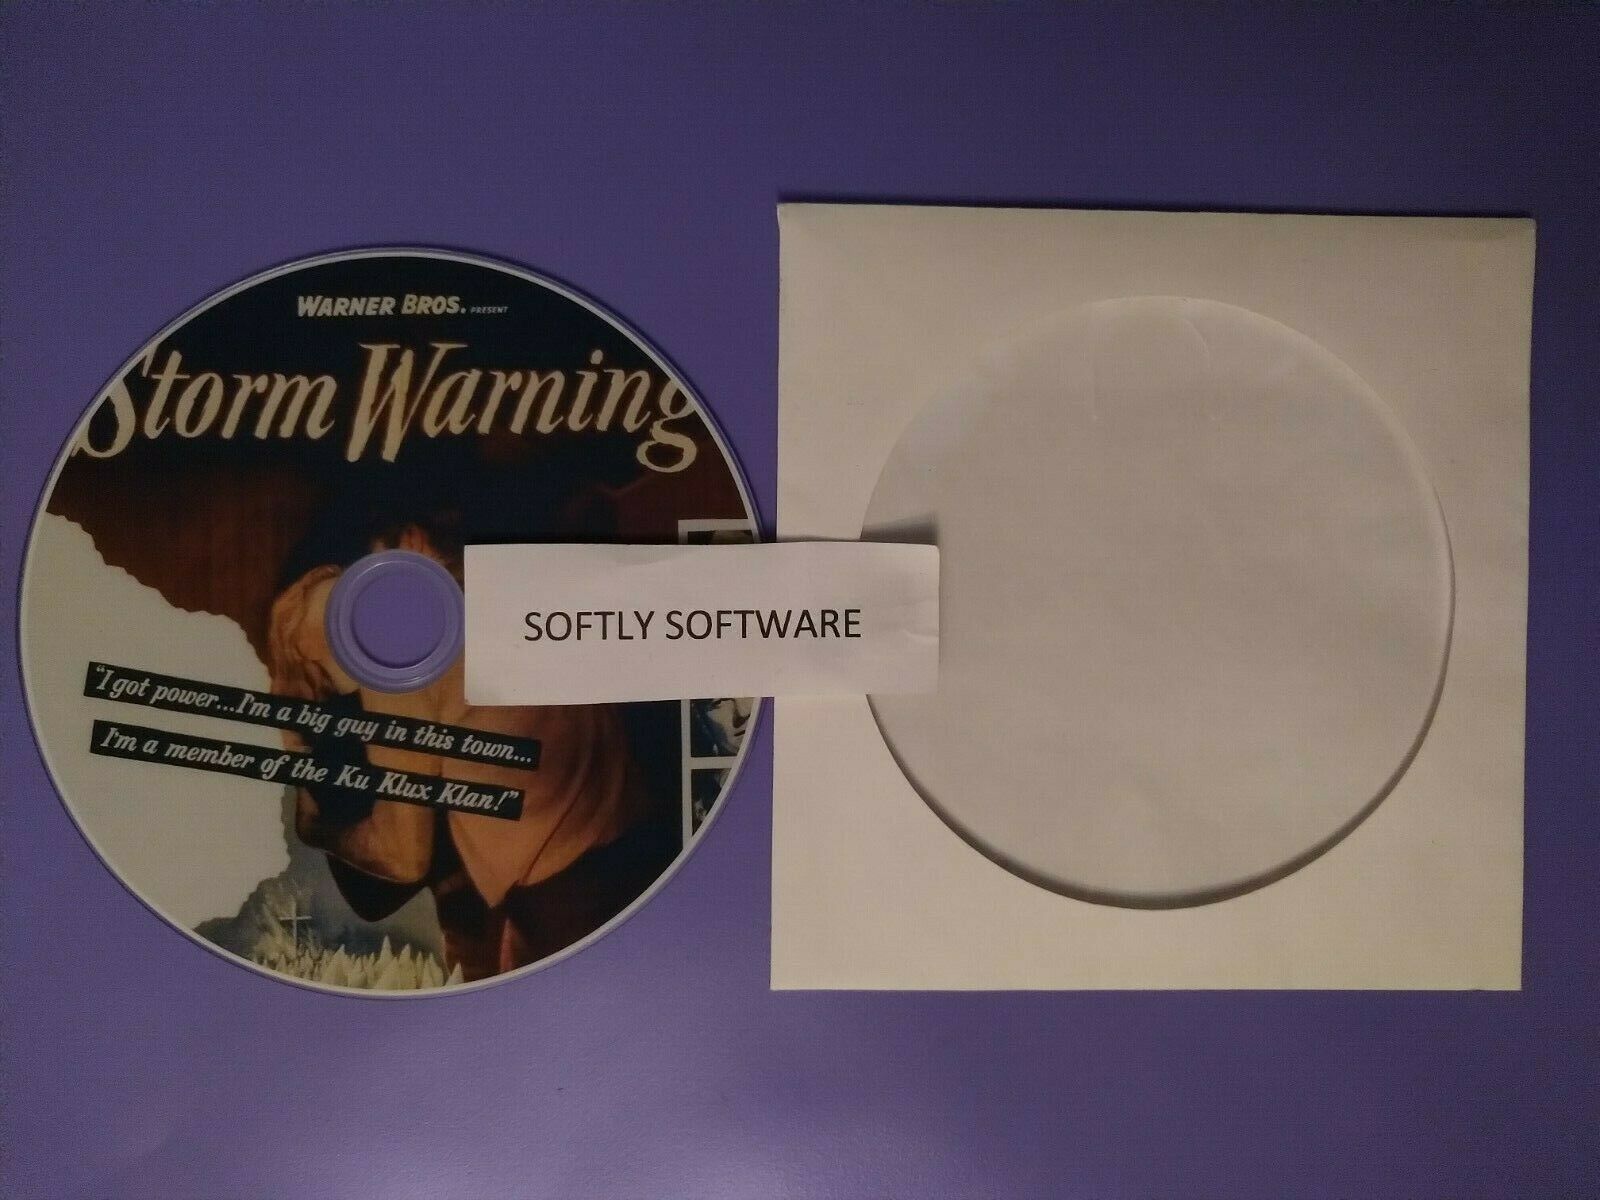 WARNER BROS. PRESENT
Storm Warning
SOFTLY SOFTWARE
"I got power...I'm a big guy in this town...
I'm a member of the Ku Klux Klan!"